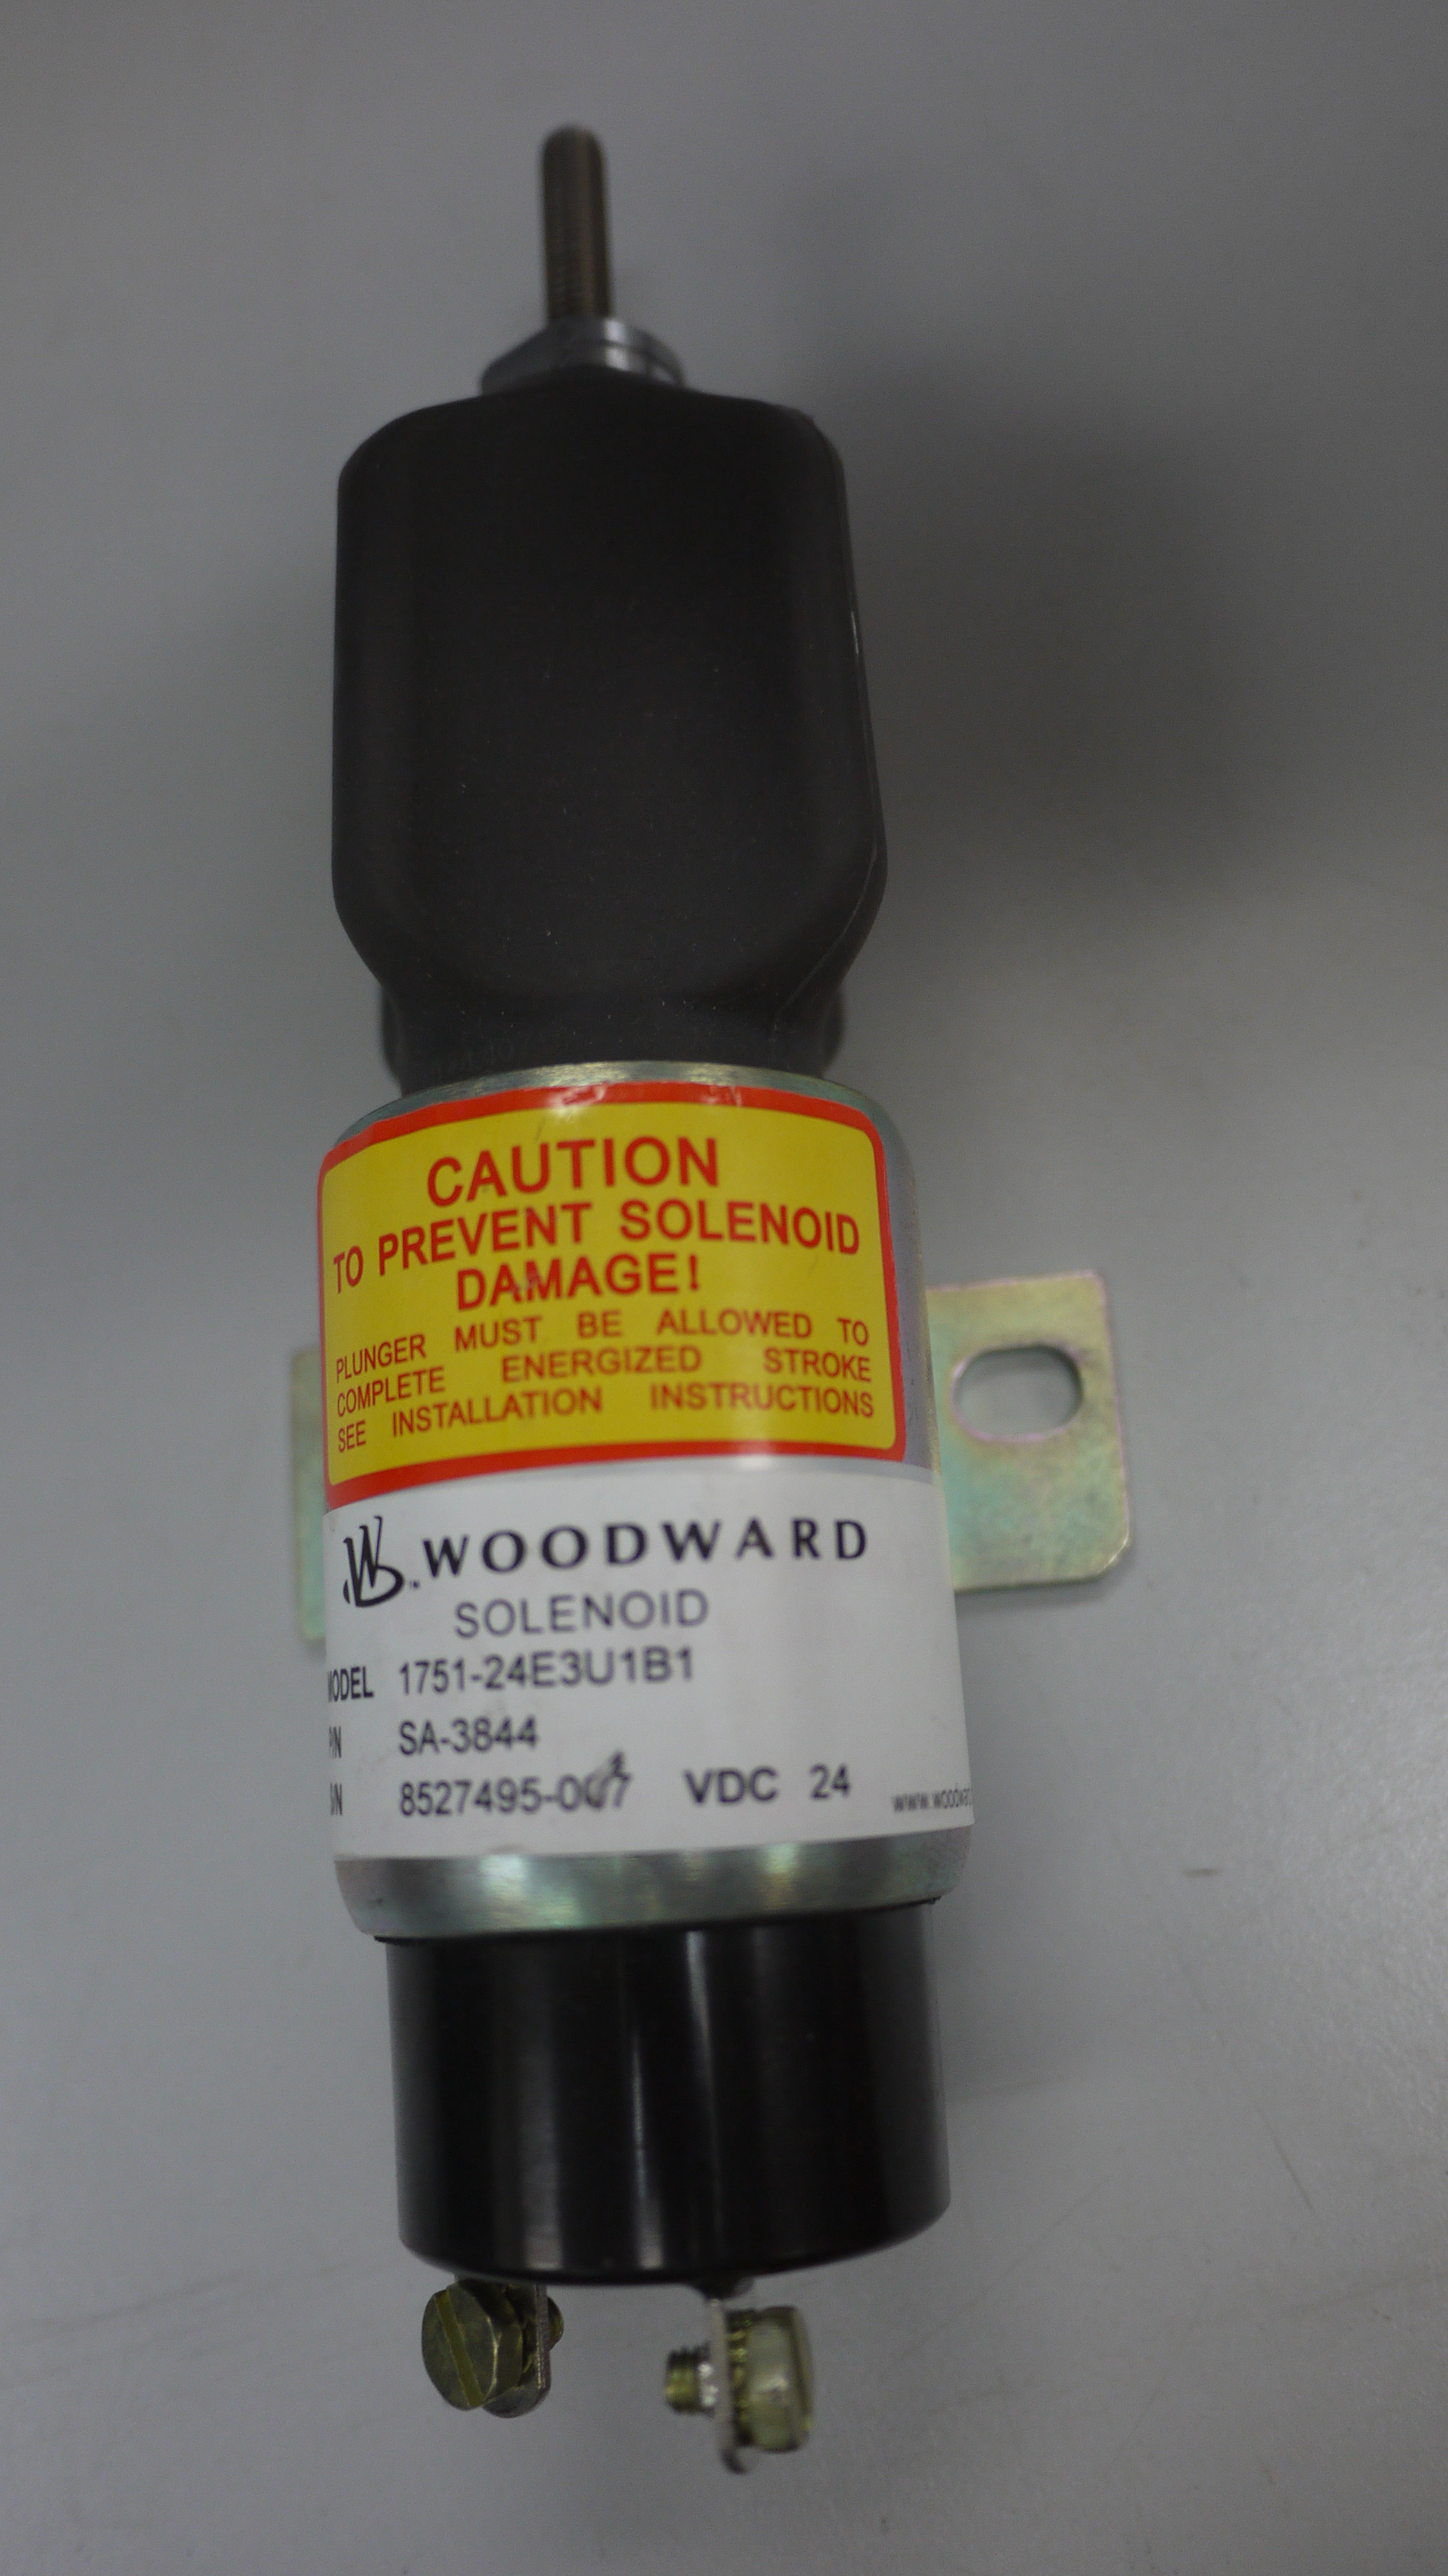 CAUTION
TO PREVENT SOLENOID
DAMAGE!
PLUNGER MUST BE ALLOWED TO
COMPLETE ENERGIZED STROKE
SEE INSTALLATION INSTRUCTIONS
WOODWARD
SOLENOID
MODEL 1751-24E3U1B1
P/N SA-3844
S/N VDC 24